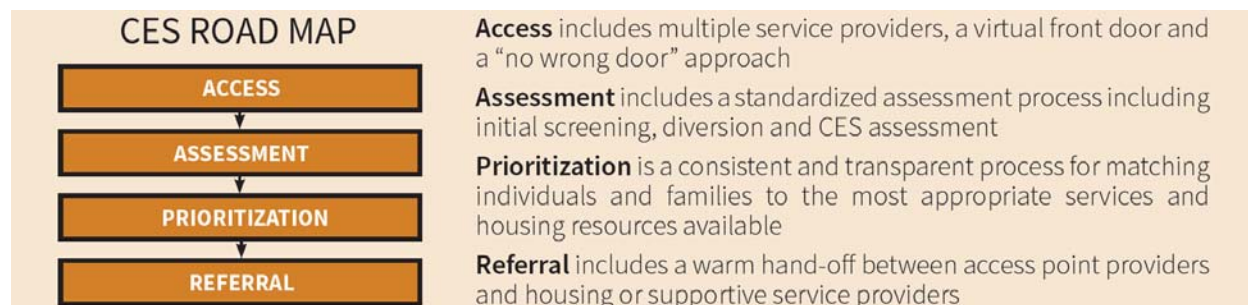 CES ROAD MAP
ACCESS
ASSESSMENT
PRIORITIZATION
REFERRAL
Access includes multiple service providers, a virtual front door and
a “no wrong door” approach
Assessment includes a standardized assessment process including
initial screening, diversion and CES assessment
Prioritization is a consistent and transparent process for matching
individuals and families to the most appropriate services and
housing resources available
Referral includes a warm hand-off between access point providers
and housing or supportive service providers